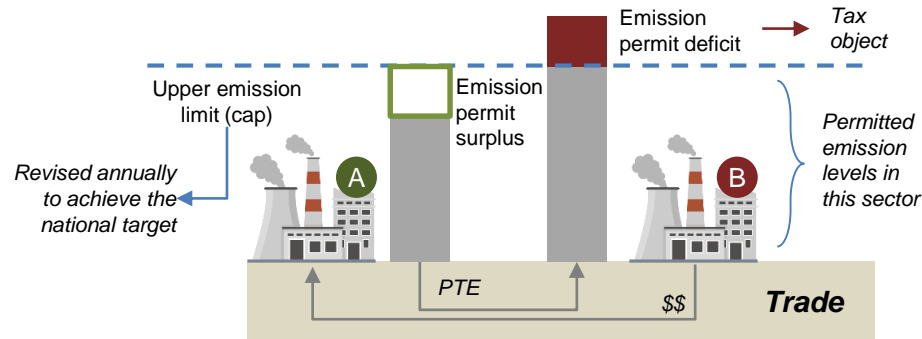 Emission
permit deficit
Tax
object
Upper emission
limit (cap)
Emission
permit
surplus
Permitted
emission
levels in
this sector
Revised annually
to achieve the
national target
A
B
PTE
$$
Trade